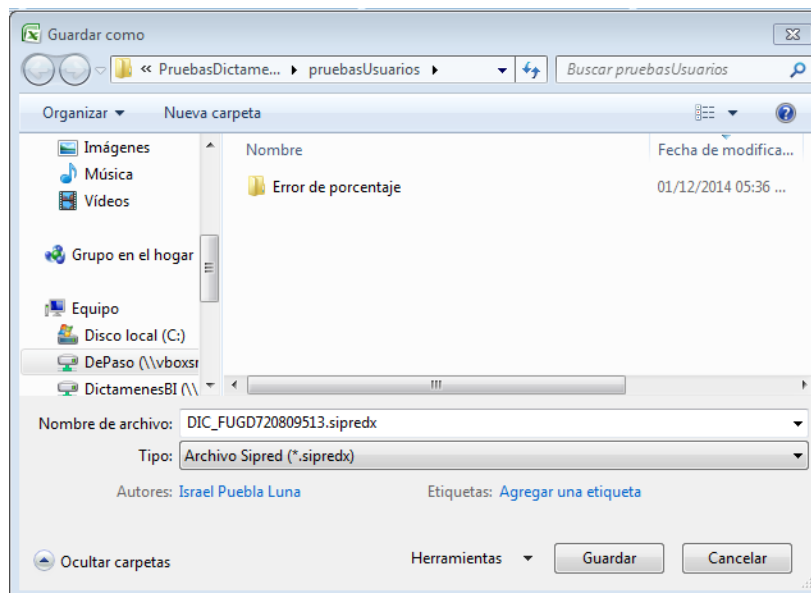 Guardar como
« PruebasDictame... ▸ pruebasUsuarios ▸ Buscar pruebasUsuarios
Organizar ▾ Nueva carpeta
Imágenes
Música
Vídeos
Grupo en el hogar
Equipo
Disco local (C:)
DePaso (\\vboxsr
DictamenesBI (\\
Nombre Fecha de modifica...
Error de porcentaje 01/12/2014 05:36 ...
Nombre de archivo: DIC_FUGD720809513.sipredx
Tipo: Archivo Sipred (*.sipredx)
Autores: Israel Puebla Luna Etiquetas: Agregar una etiqueta
Ocultar carpetas Herramientas ▾ Guardar Cancelar